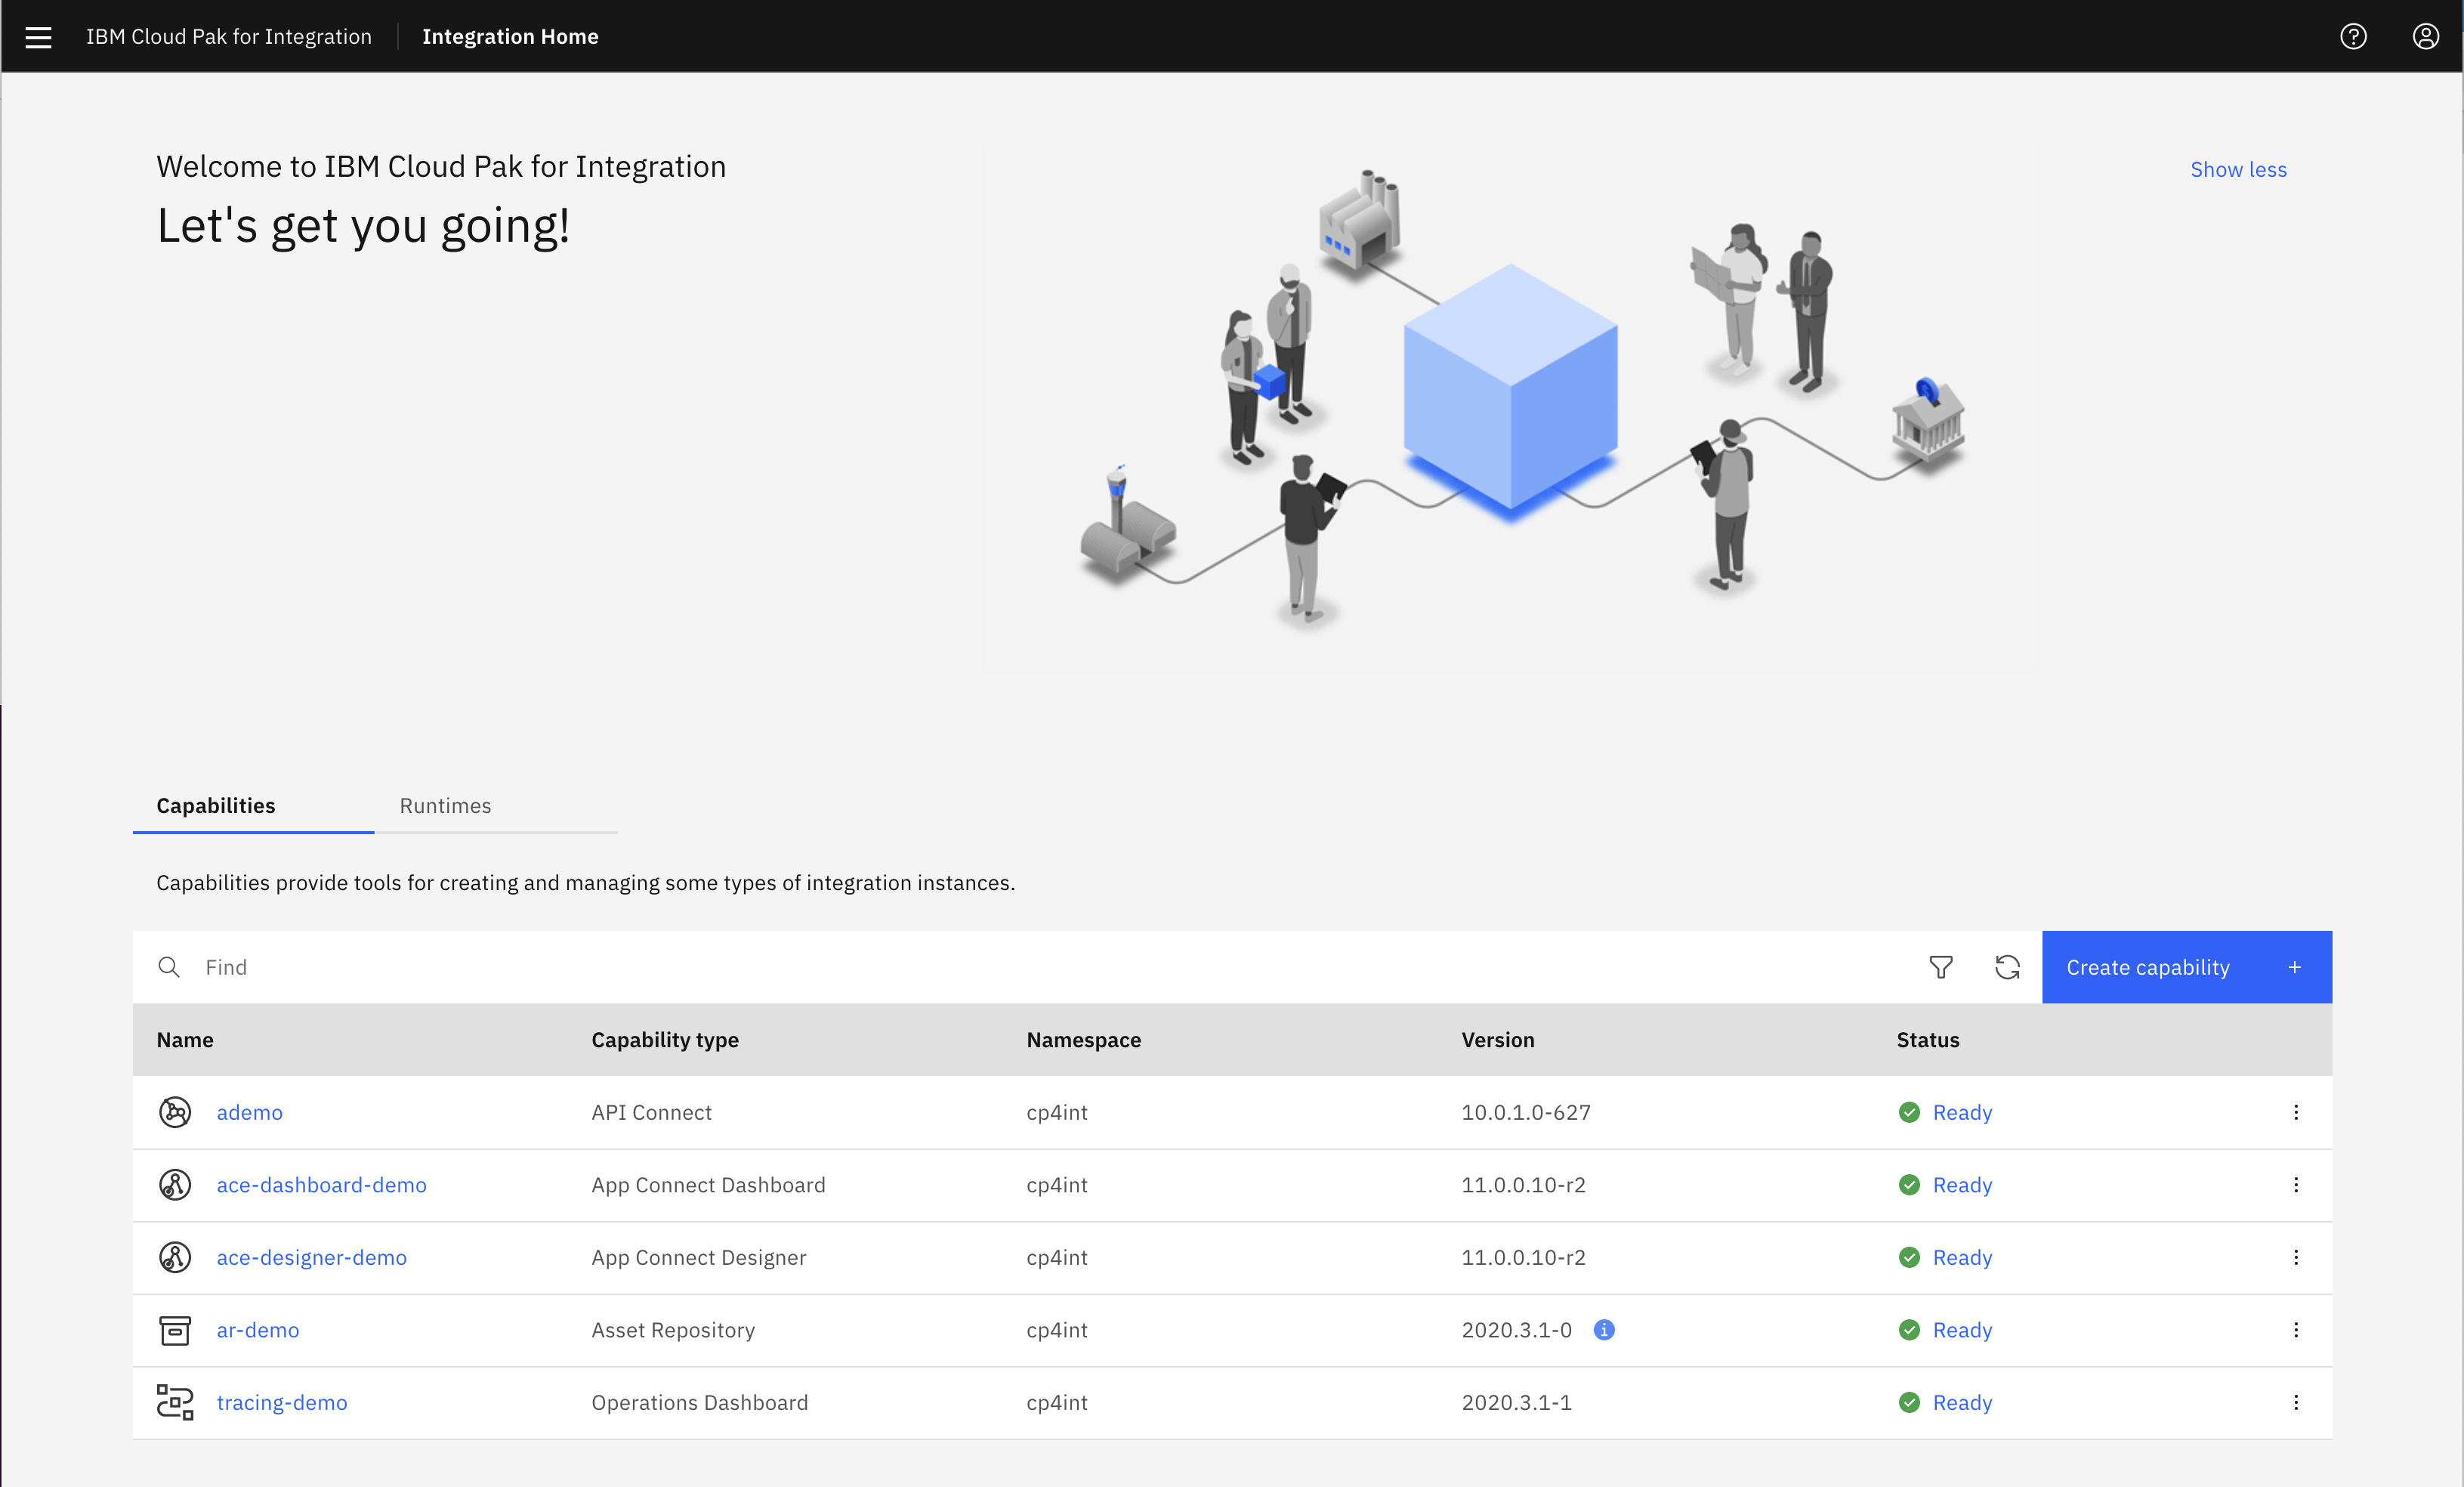 IBM Cloud Pak for Integration Integration Home
Welcome to IBM Cloud Pak for Integration
Let's get you going!
Show less
Capabilities Runtimes
Capabilities provide tools for creating and managing some types of integration instances.
Find
Create capability +
Name Capability type Namespace Version Status
ademo API Connect cp4int 10.0.1.0-627 Ready
ace-dashboard-demo App Connect Dashboard cp4int 11.0.0.10-r2 Ready
ace-designer-demo App Connect Designer cp4int 11.0.0.10-r2 Ready
ar-demo Asset Repository cp4int 2020.3.1-0 Ready
tracing-demo Operations Dashboard cp4int 2020.3.1-1 Ready